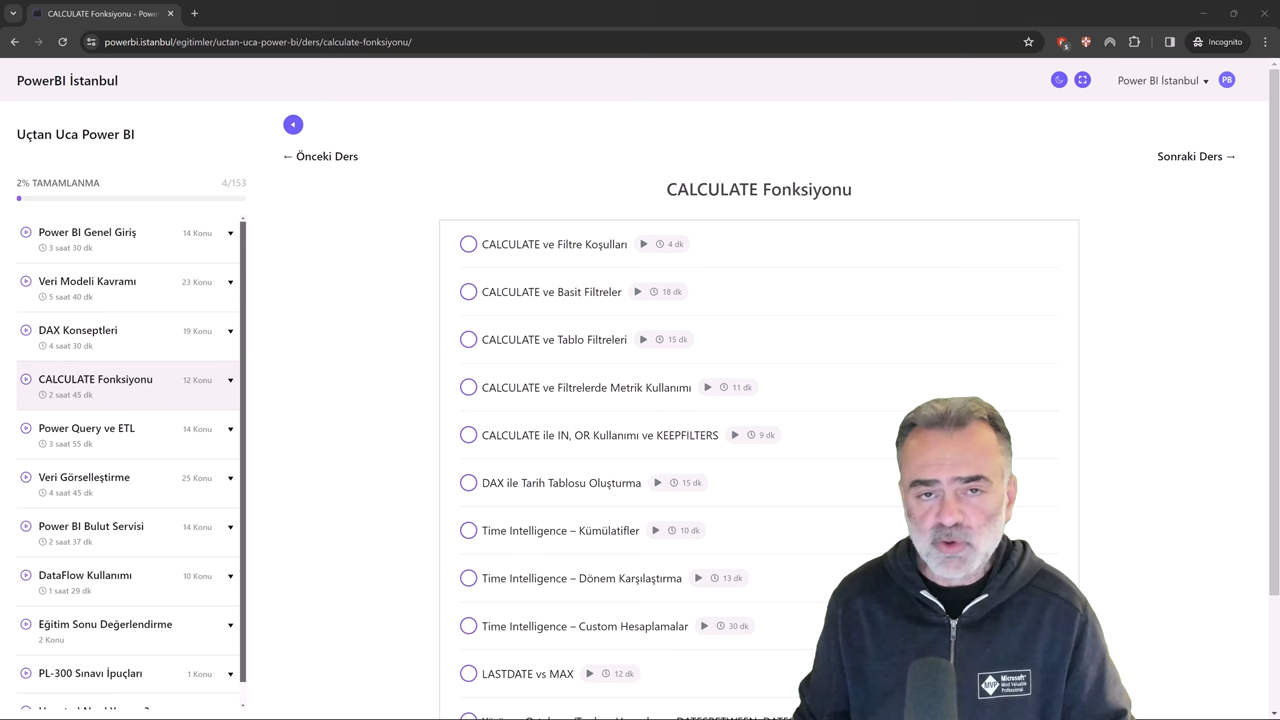 CALCULATE Fonksiyonu - Powe
powerbi.istanbul/egitimler/uctan-uca-power-bi/ders/calculate-fonksiyonu/
Incognito
PowerBI İstanbul
Power BI İstanbul
PB
Uçtan Uca Power BI
2% TAMAMLANMA 4/153
Power BI Genel Giriş 14 Konu
3 saat 30 dk
Veri Modeli Kavramı 23 Konu
5 saat 40 dk
DAX Konseptleri 19 Konu
4 saat 30 dk
CALCULATE Fonksiyonu 12 Konu
2 saat 45 dk
Power Query ve ETL 14 Konu
3 saat 55 dk
Veri Görselleştirme 25 Konu
4 saat 45 dk
Power BI Bulut Servisi 14 Konu
2 saat 37 dk
DataFlow Kullanımı 10 Konu
1 saat 29 dk
Eğitim Sonu Değerlendirme
2 Konu
PL-300 Sınavı İpuçları 1 Konu
← Önceki Ders
Sonraki Ders →
CALCULATE Fonksiyonu
CALCULATE ve Filtre Koşulları 4 dk
CALCULATE ve Basit Filtreler 18 dk
CALCULATE ve Tablo Filtreleri 15 dk
CALCULATE ve Filtrelerde Metrik Kullanımı 11 dk
CALCULATE ile IN, OR Kullanımı ve KEEPFILTERS 9 dk
DAX ile Tarih Tablosu Oluşturma 15 dk
Time Intelligence – Kümülatifler 10 dk
Time Intelligence – Dönem Karşılaştırma 13 dk
Time Intelligence – Custom Hesaplamalar 30 dk
LASTDATE vs MAX 12 dk
Microsoft
Most Valuable
Professional
MVP